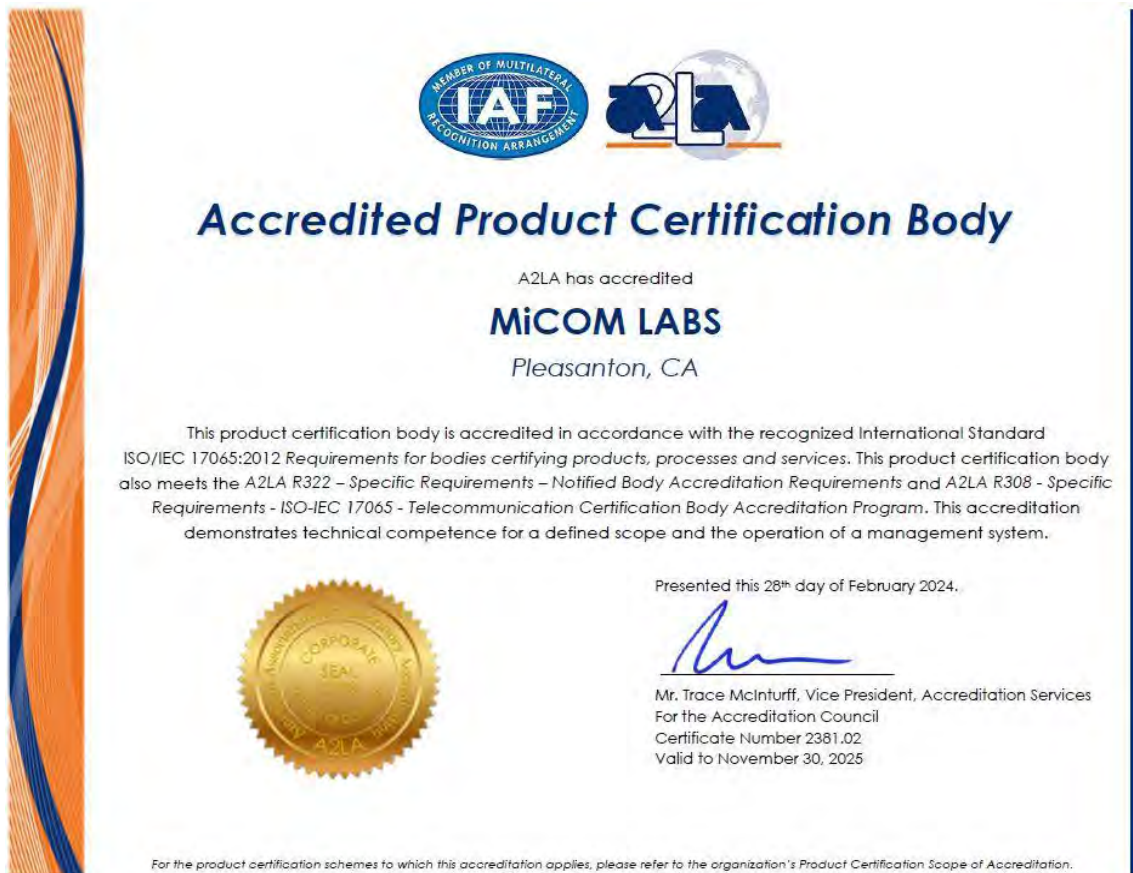 MEMBER OF MULTILATERAL
IAF
RECOGNITION ARRANGEMENT
A2LA
Accredited Product Certification Body
A2LA has accredited
MiCOM LABS
Pleasanton, CA
This product certification body is accredited in accordance with the recognized International Standard
ISO/IEC 17065:2012 Requirements for bodies certifying products, processes and services. This product certification body
also meets the A2LA R322 – Specific Requirements – Notified Body Accreditation Requirements and A2LA R308 - Specific
Requirements - ISO-IEC 17065 - Telecommunication Certification Body Accreditation Program. This accreditation
demonstrates technical competence for a defined scope and the operation of a management system.
CORPORATE
SEAL
A2LA
Presented this 28th day of February 2024.
Mr. Trace McInturff, Vice President, Accreditation Services
For the Accreditation Council
Certificate Number 2381.02
Valid to November 30, 2025
For the product certification schemes to which this accreditation applies, please refer to the organization's Product Certification Scope of Accreditation.